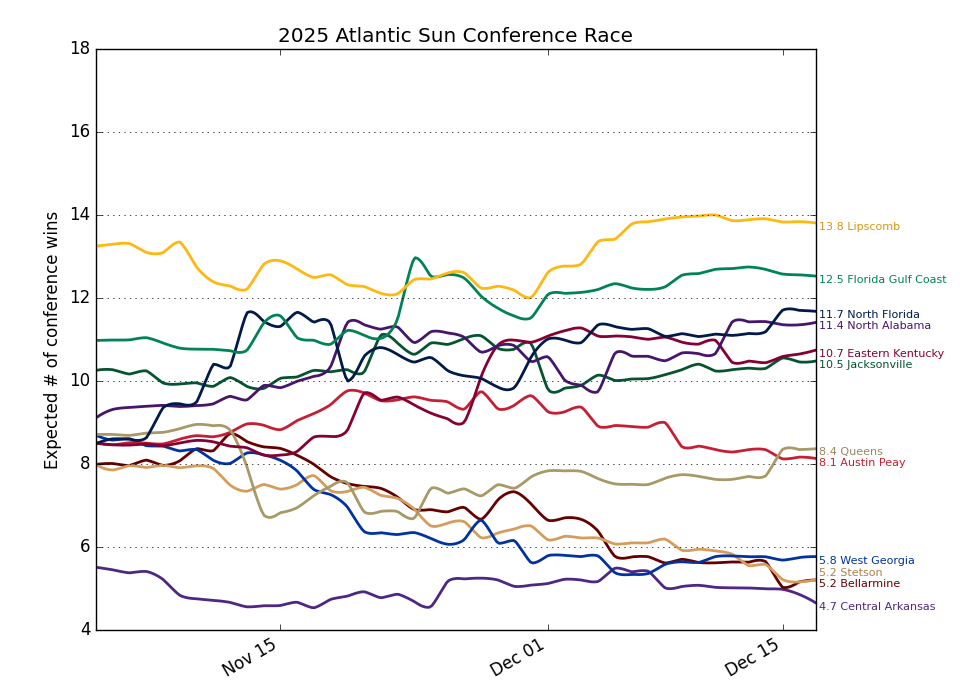 2025 Atlantic Sun Conference Race
Expected # of conference wins
18
16
14
12
10
8
6
4
Nov 15
Dec 01
Dec 15
13.8 Lipscomb
12.5 Florida Gulf Coast
11.7 North Florida
11.4 North Alabama
10.7 Eastern Kentucky
10.5 Jacksonville
8.4 Queens
8.1 Austin Peay
5.8 West Georgia
5.2 Stetson
5.2 Bellarmine
4.7 Central Arkansas